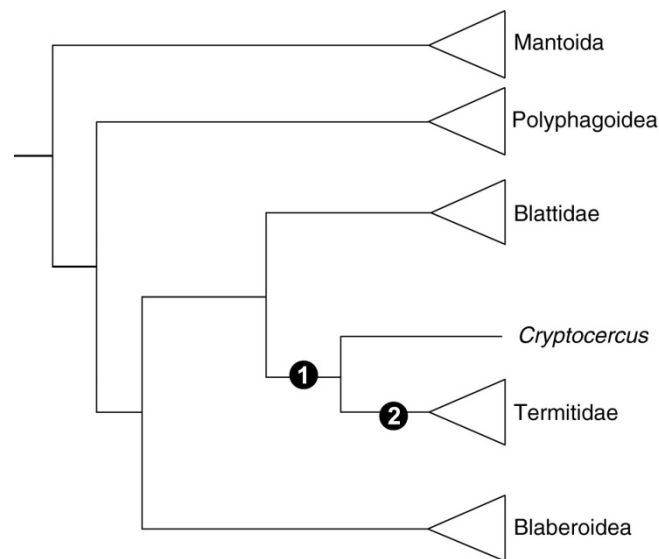 Mantoida
Polyphagoidea
Blattidae
Cryptocercus
1
2
Termitidae
Blaberoidea